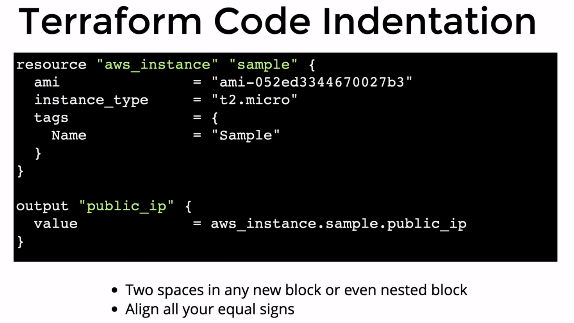 Terraform Code Indentation
resource "aws_instance" "sample" {
  ami                = "ami-052ed3344670027b3"
  instance_type      = "t2.micro"
  tags               = {
    Name             = "Sample"
  }
}

output "public_ip" {
  value              = aws_instance.sample.public_ip
}
• Two spaces in any new block or even nested block
• Align all your equal signs